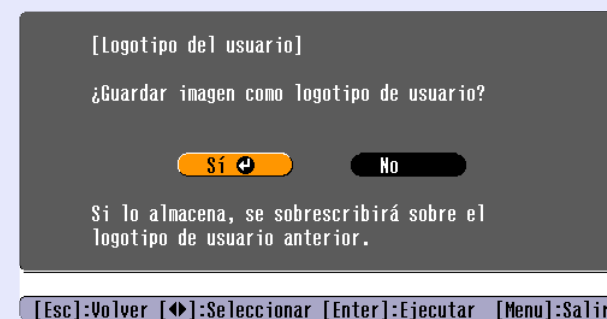 [Logotipo del usuario]
¿Guardar imagen como logotipo de usuario?
Sí No
Si lo almacena, se sobrescribirá sobre el
logotipo de usuario anterior.
[Esc]:Volver [◆]:Seleccionar [Enter]:Ejecutar [Menu]:Salir